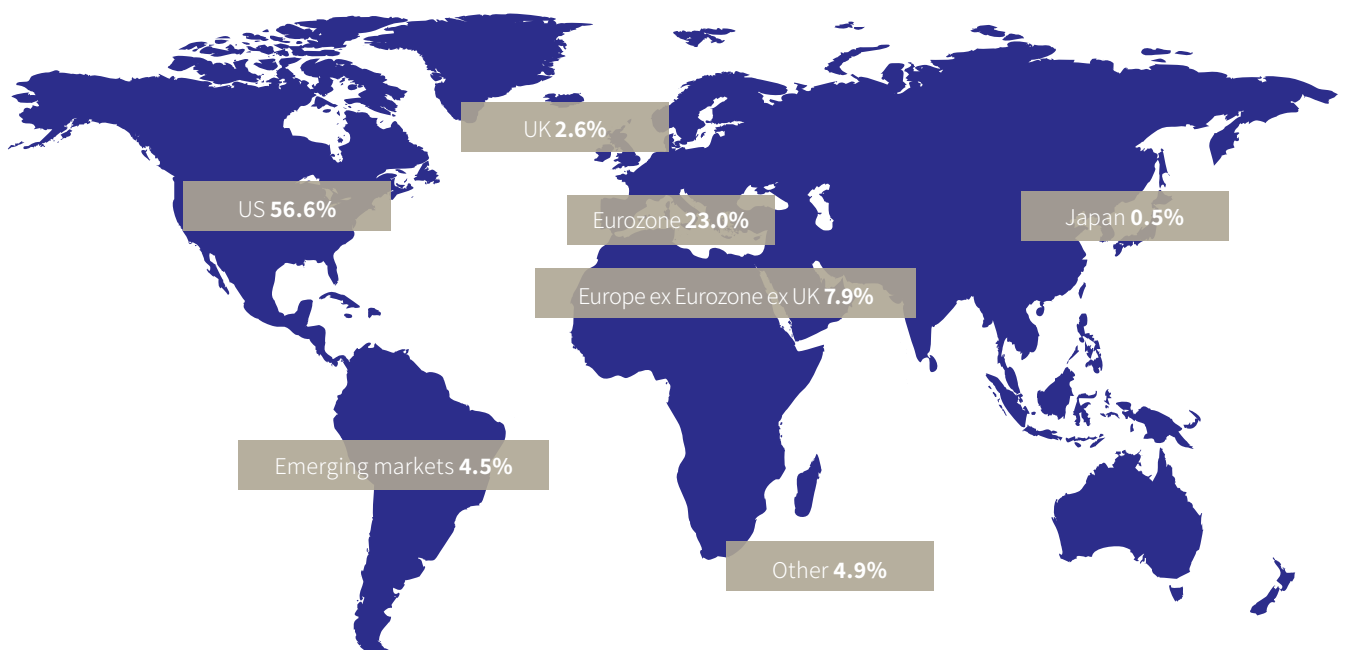 UK 2.6%
US 56.6%
Eurozone 23.0%
Japan 0.5%
Europe ex Eurozone ex UK 7.9%
Emerging markets 4.5%
Other 4.9%